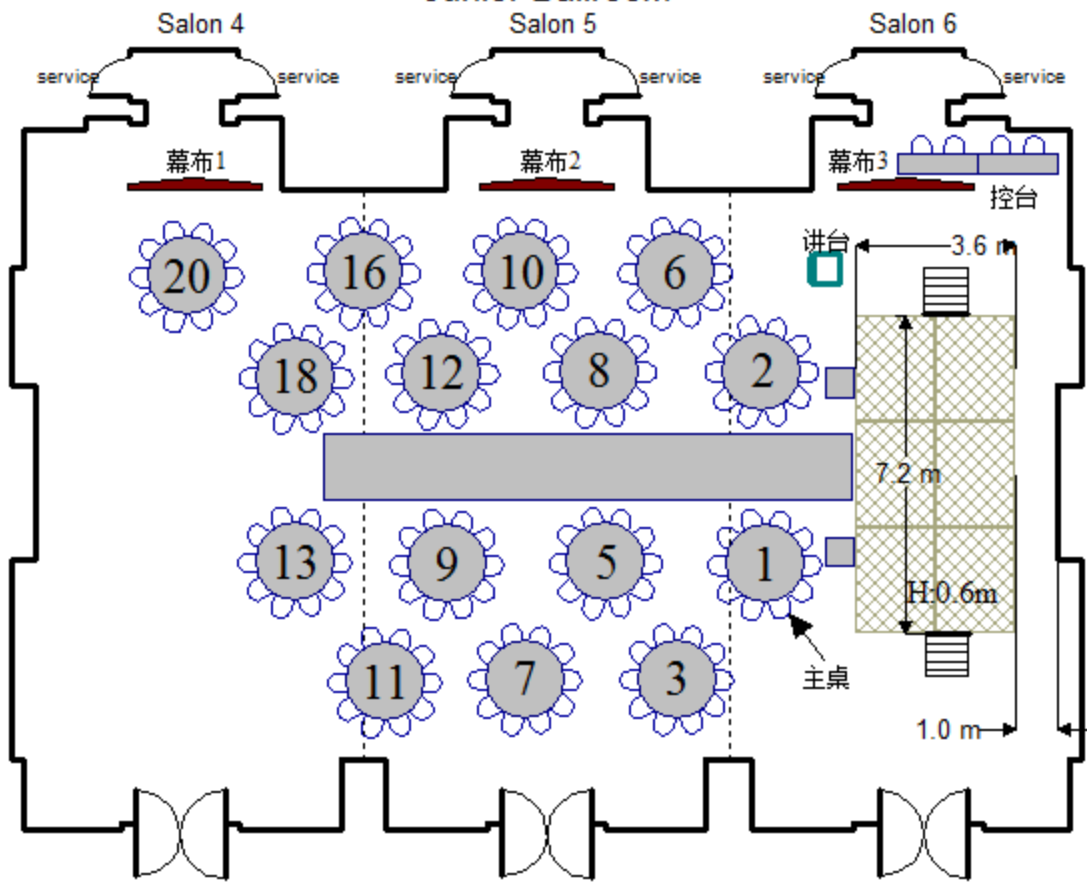 Salon 4
Salon 5
Salon 6
service
service
service
service
service
service
幕布1
幕布2
幕布3
控台
讲台
3.6 m
20
16
10
6
18
12
8
2
7.2 m
13
9
5
1
H:0.6m
主桌
11
7
3
1.0 m